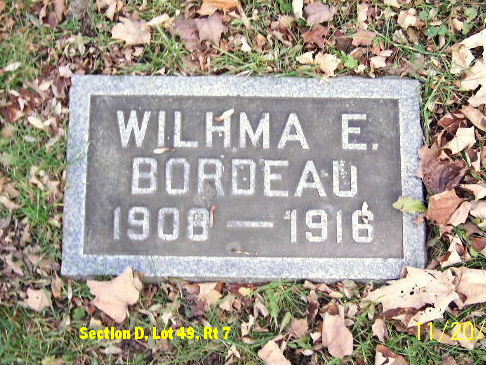 WILHMA E.
BORDEAU
1908 — 1916
Section D, Lot 49, Rt 7
11/20/